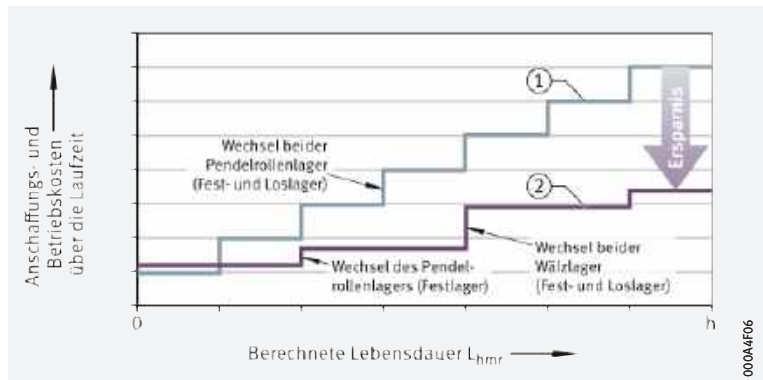 Anschaffungs- und
Betriebskosten
über die Laufzeit
1
Wechsel beider
Pendelrollenlager
(Fest- und Loslager)
Ersparnis
2
Wechsel des Pendel-
rollenlagers (Festlager)
Wechsel beider
Wälzlager
(Fest- und Loslager)
0
h
Berechnete Lebensdauer Lhmr
000A4F06